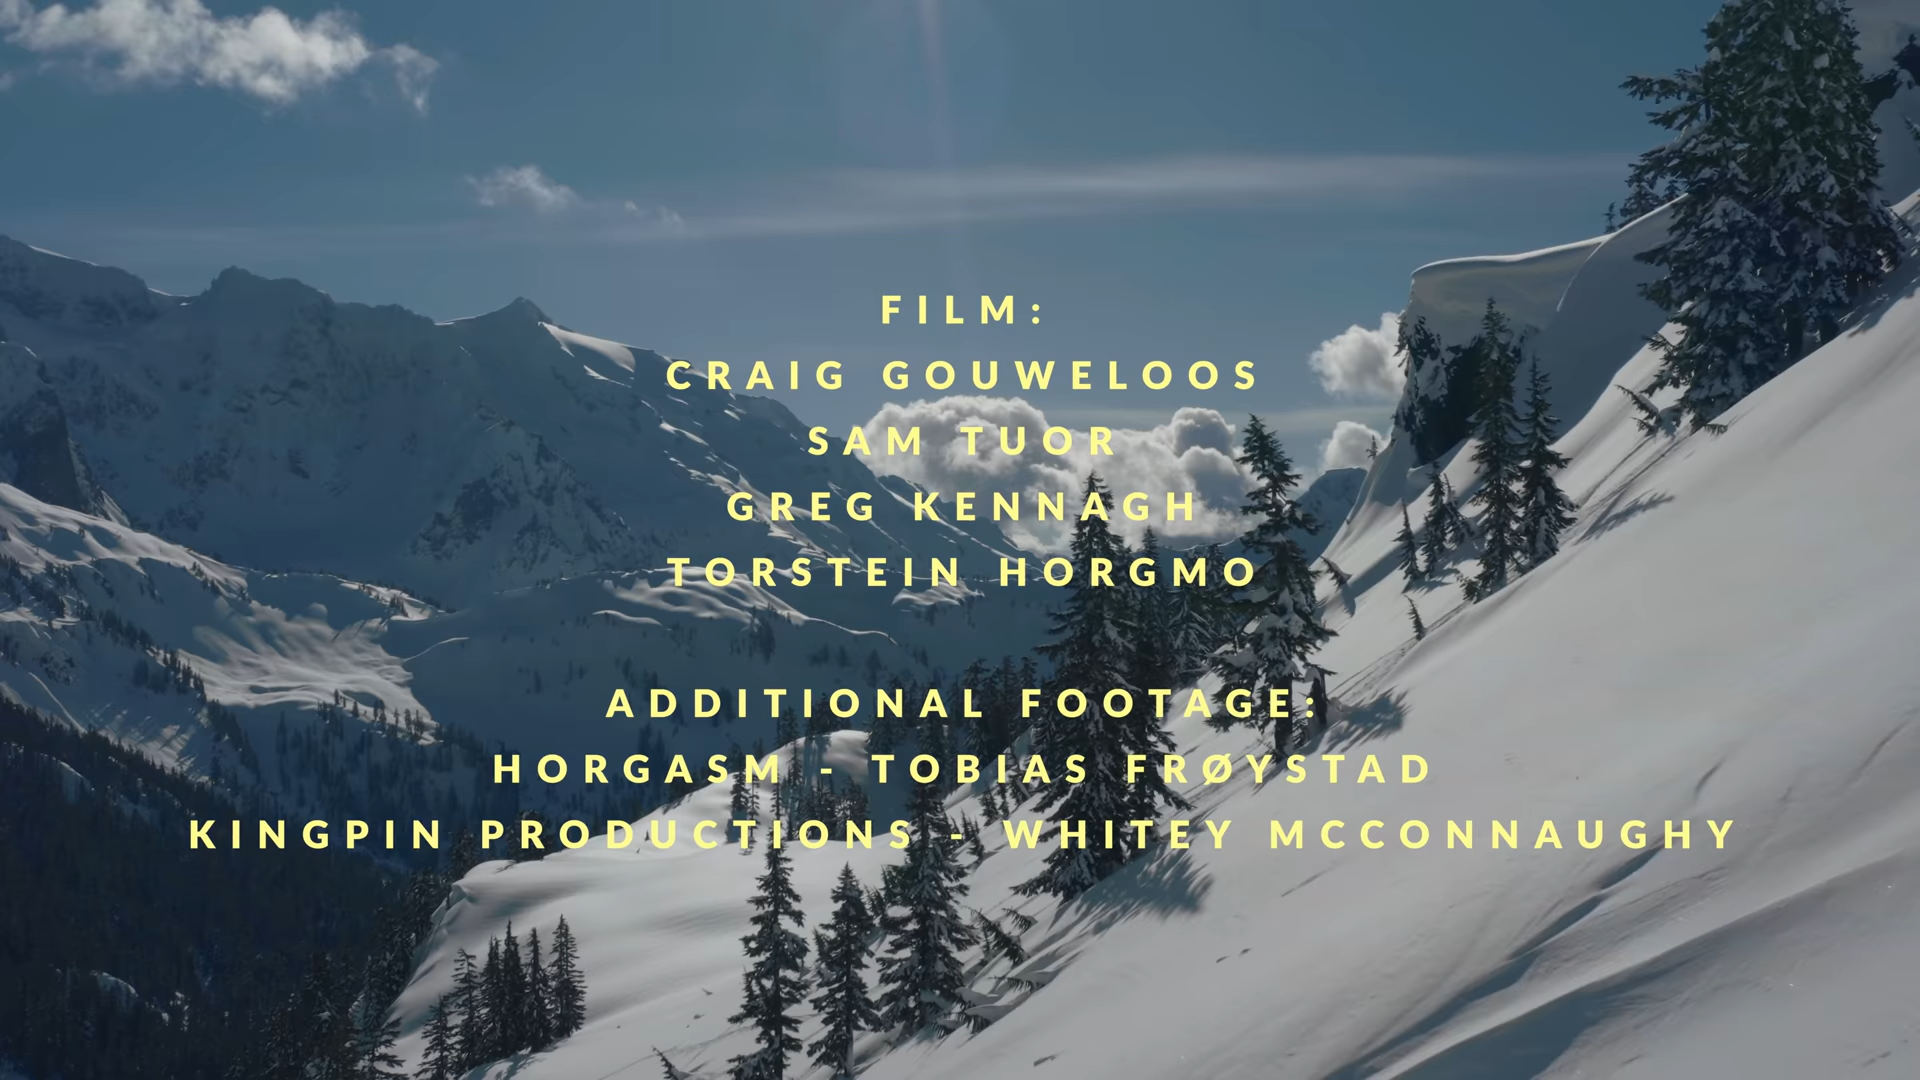 FILM:
CRAIG GOUWELOOS
SAM TUOR
GREG KENNAGH
TORSTEIN HORGMO
ADDITIONAL FOOTAGE:
HORGASM - TOBIAS FRØYSTAD
KINGPIN PRODUCTIONS - WHITEY MCCONNAUGHY